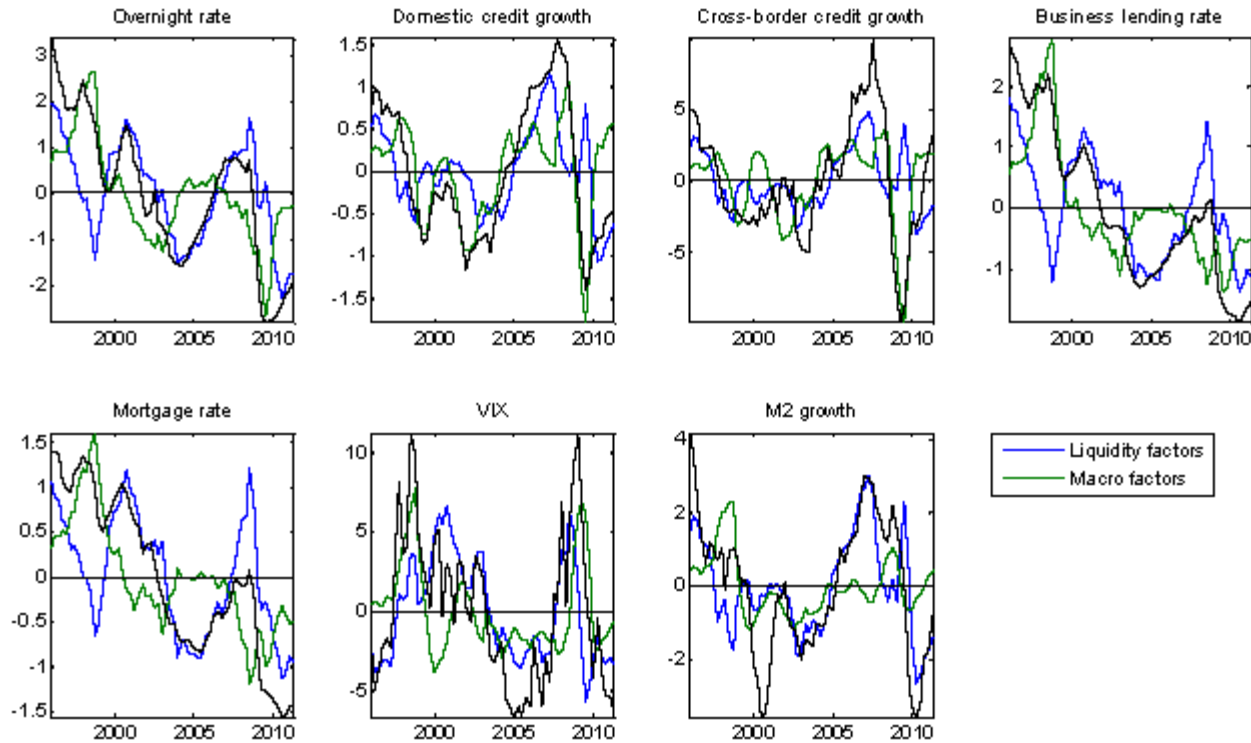 Overnight rate
3
2
1
0
-1
-2
2000 2005 2010
Domestic credit growth
1.5
1
0.5
0
-0.5
-1
-1.5
2000 2005 2010
Cross-border credit growth
5
0
-5
2000 2005 2010
Business lending rate
2
1
0
-1
2000 2005 2010
Mortgage rate
1.5
1
0.5
0
-0.5
-1
-1.5
2000 2005 2010
VIX
10
5
0
-5
2000 2005 2010
M2 growth
4
2
0
-2
2000 2005 2010
Liquidity factors
Macro factors